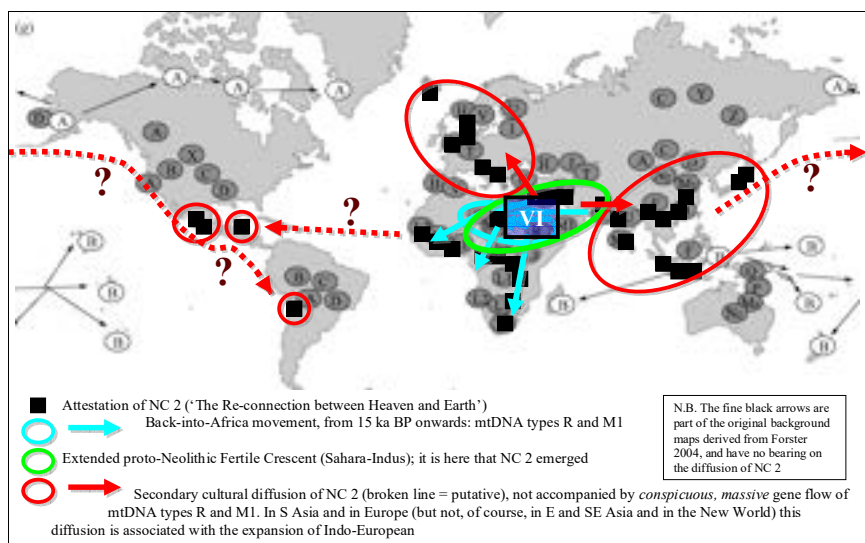 (g)
?
?
?
?
VI
Attestation of NC 2 (‘The Re-connection between Heaven and Earth’)
Back-into-Africa movement, from 15 ka BP onwards: mtDNA types R and M1
Extended proto-Neolithic Fertile Crescent (Sahara-Indus); it is here that NC 2 emerged
Secondary cultural diffusion of NC 2 (broken line = putative), not accompanied by conspicuous, massive gene flow of
mtDNA types R and M1. In S Asia and in Europe (but not, of course, in E and SE Asia and in the New World) this
diffusion is associated with the expansion of Indo-European
N.B. The fine black arrows are
part of the original background
maps derived from Forster
2004, and have no bearing on
the diffusion of NC 2
A
A
A
A
A
A
X
B
C
D
B
C
B
B
B
B
B
B
B
C
Y
Z
A
C